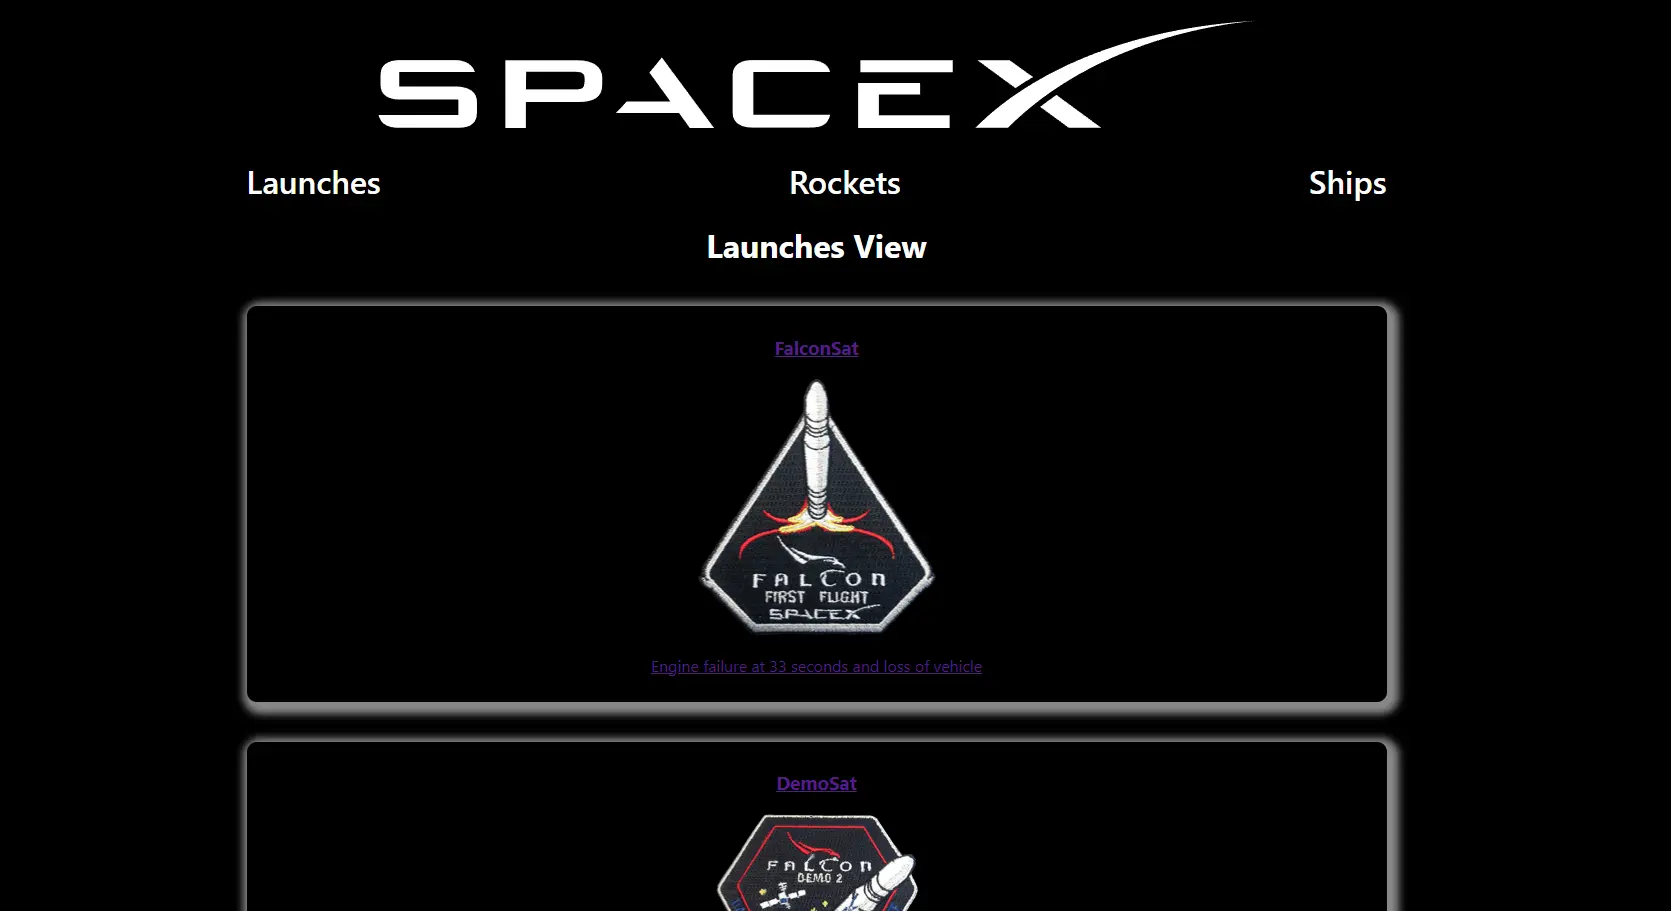 SPACEX
Launches
Rockets
Ships
Launches View
FalconSat
FALCON
FIRST FLIGHT
SPACEX
Engine failure at 33 seconds and loss of vehicle
DemoSat
FALCON
DEMO 2